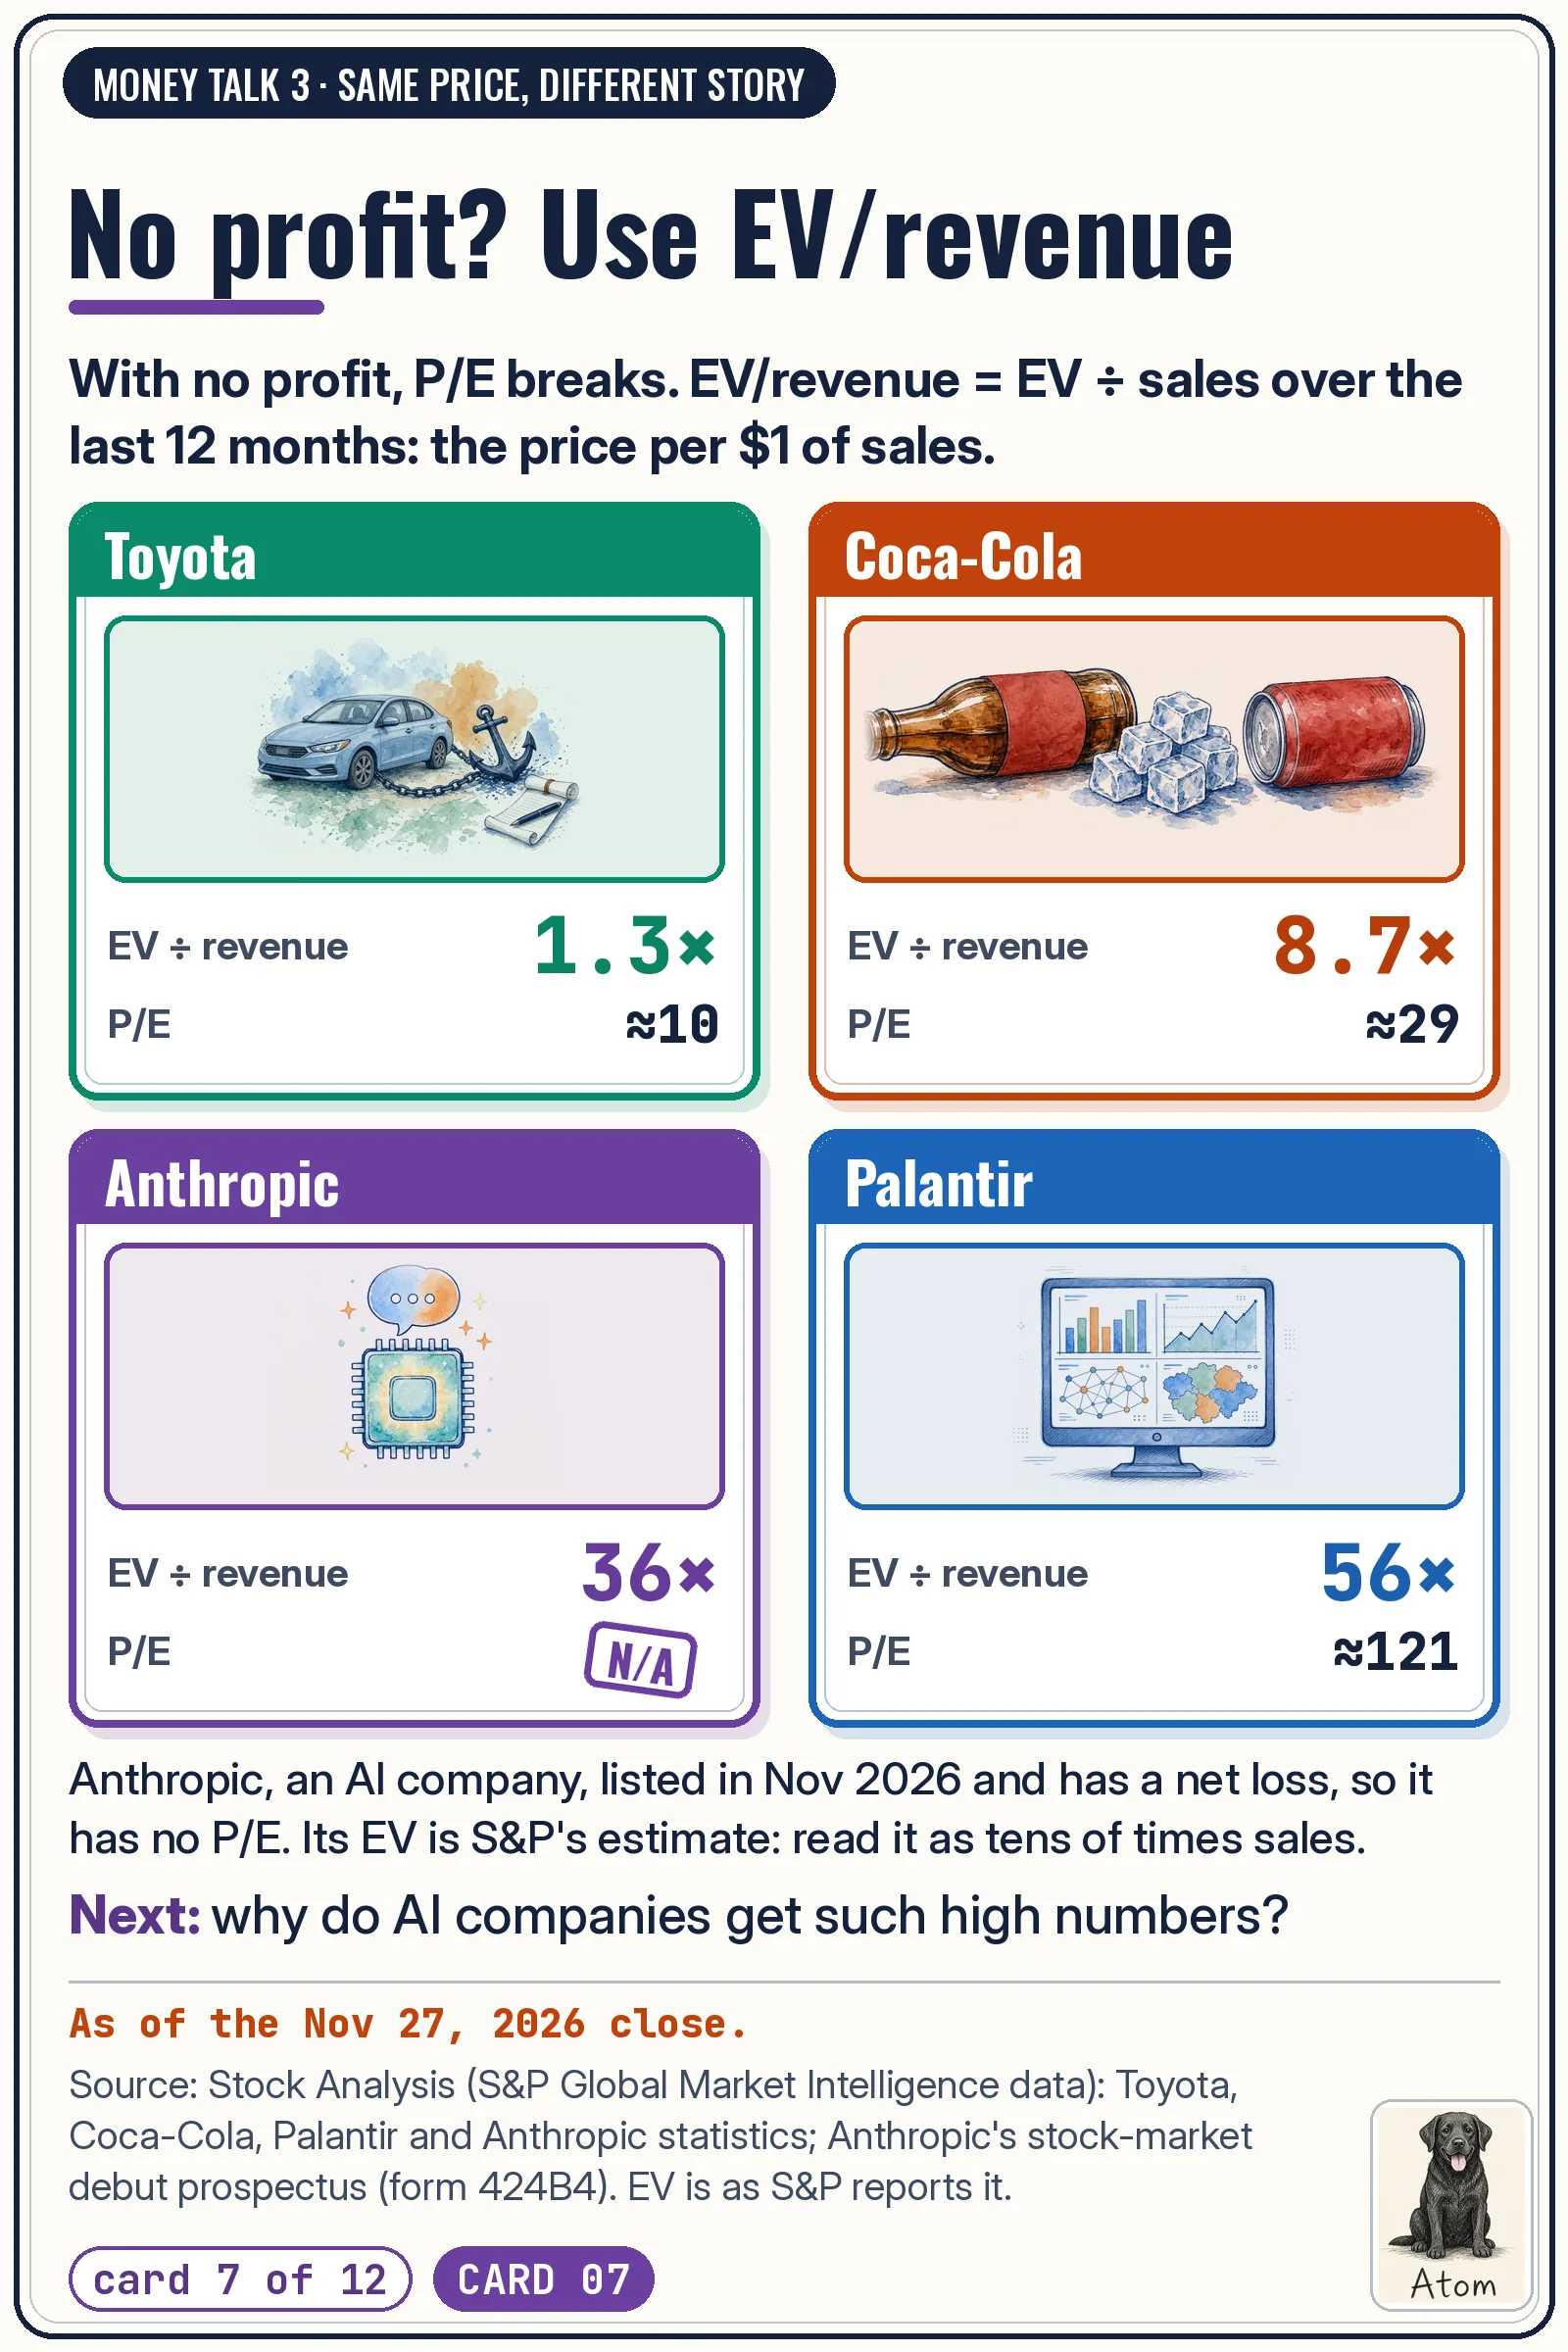 MONEY TALK 3 · SAME PRICE, DIFFERENT STORY
No profit? Use EV/revenue
With no profit, P/E breaks. EV/revenue = EV ÷ sales over the
last 12 months: the price per $1 of sales.
Toyota
EV ÷ revenue 1.3×
P/E ≈10
Coca-Cola
EV ÷ revenue 8.7×
P/E ≈29
Anthropic
EV ÷ revenue 36×
P/E N/A
Palantir
EV ÷ revenue 56×
P/E ≈121
Anthropic, an AI company, listed in Nov 2026 and has a net loss, so it
has no P/E. Its EV is S&P's estimate: read it as tens of times sales.
Next: why do AI companies get such high numbers?
As of the Nov 27, 2026 close.
Source: Stock Analysis (S&P Global Market Intelligence data): Toyota,
Coca-Cola, Palantir and Anthropic statistics; Anthropic's stock-market
debut prospectus (form 424B4). EV is as S&P reports it.
card 7 of 12 CARD 07
Atom